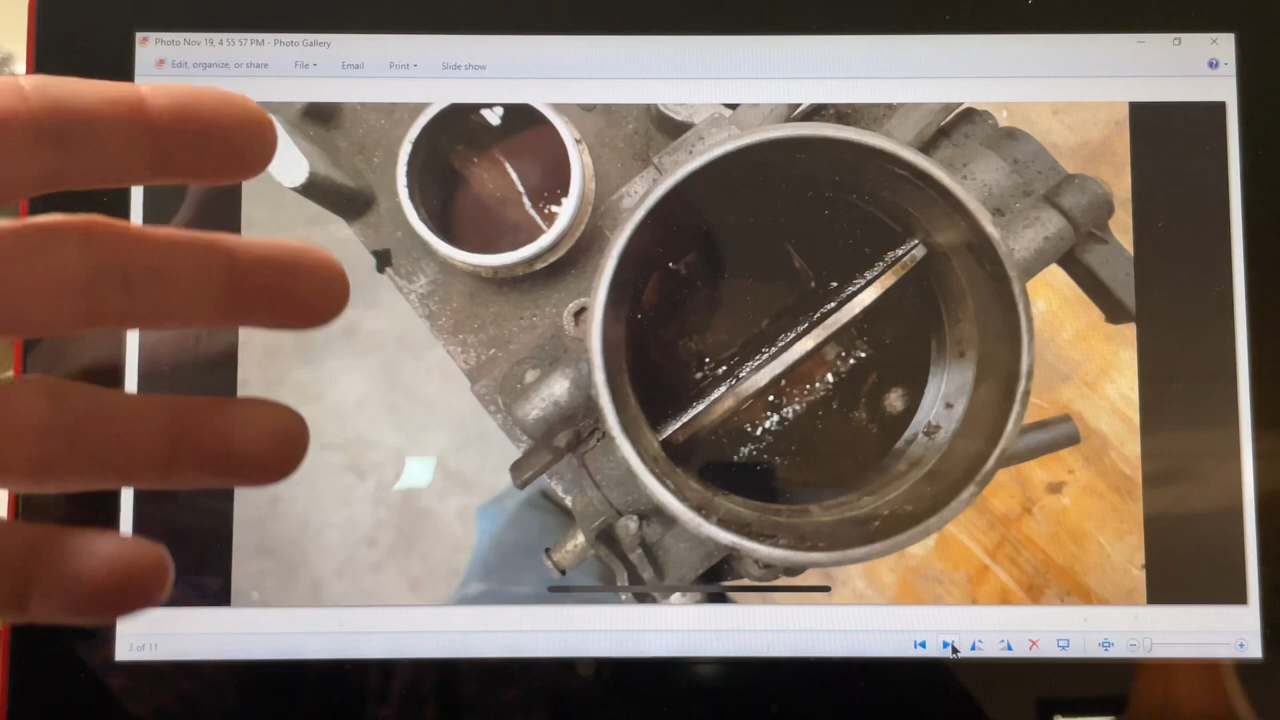 Photo Nov 19, 4 55 57 PM - Photo Gallery
Edit, organize, or share File Email Print Slide show
3 of 11